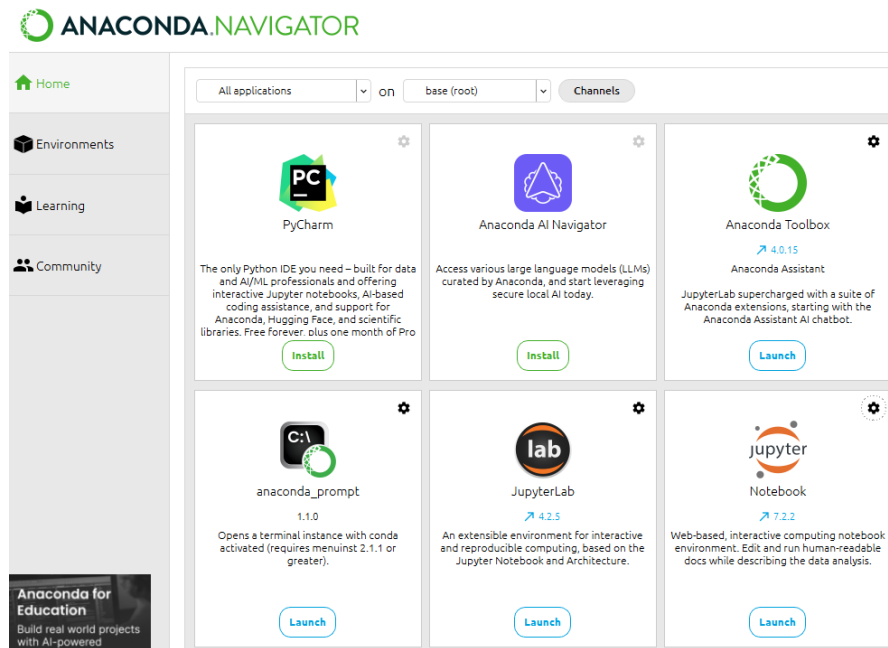 ANACONDA.NAVIGATOR
Home
Environments
Learning
Community
Anaconda for
Education
Build real world projects
with AI-powered
All applications
on
base (root)
Channels
PC
PyCharm
The only Python IDE you need – built for data
and AI/ML professionals and offering
interactive Jupyter notebooks, AI-based
coding assistance, and support for
Anaconda, Hugging Face, and scientific
libraries. Free forever, plus one month of Pro
Install
Anaconda AI Navigator
Access various large language models (LLMs)
curated by Anaconda, and start leveraging
secure local AI today.
Install
Anaconda Toolbox
4.0.15
Anaconda Assistant
JupyterLab supercharged with a suite of
Anaconda extensions, starting with the
Anaconda Assistant AI chatbot.
Launch
C:\
anaconda_prompt
1.1.0
Opens a terminal instance with conda
activated (requires menuinst 2.1.1 or
greater).
Launch
lab
JupyterLab
4.2.5
An extensible environment for interactive
and reproducible computing, based on the
Jupyter Notebook and Architecture.
Launch
jupyter
Notebook
7.2.2
Web-based, interactive computing notebook
environment. Edit and run human-readable
docs while describing the data analysis.
Launch